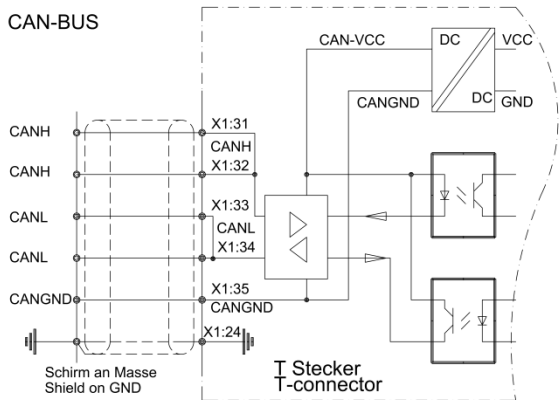 CAN-BUS
CAN-VCC
DC
VCC
CANGND
DC
GND
CANH
X1:31
CANH
CANH
X1:32
CANL
X1:33
CANL
CANL
X1:34
CANGND
X1:35
CANGND
X1:24
Schirm an Masse
Shield on GND
T Stecker
T-connector